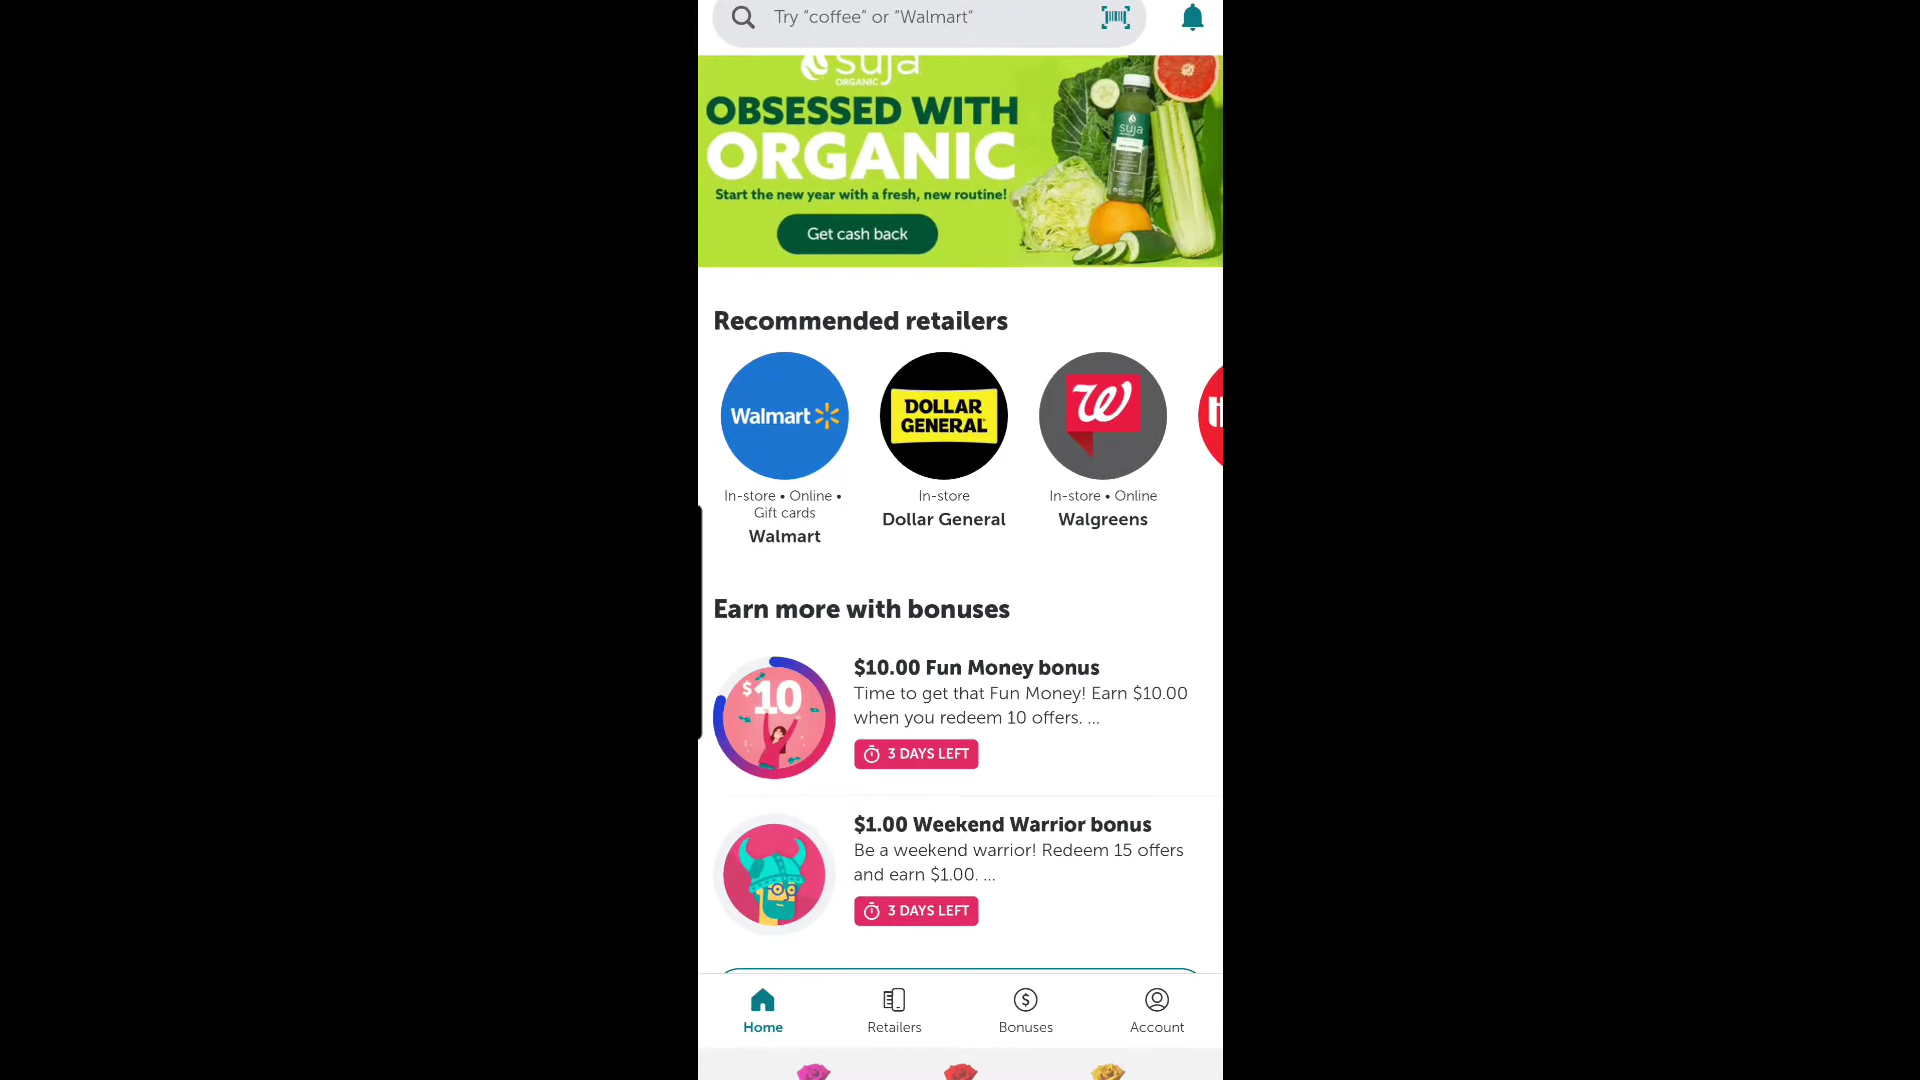 Try “coffee” or “Walmart”
suja
ORGANIC
OBSESSED WITH
ORGANIC
Start the new year with a fresh, new routine!
Get cash back
suja
Recommended retailers
Walmart
DOLLAR
GENERAL
W
In-store • Online •
Gift cards
Walmart
In-store
Dollar General
In-store • Online
Walgreens
Earn more with bonuses
$10
$10.00 Fun Money bonus
Time to get that Fun Money! Earn $10.00
when you redeem 10 offers. ...
3 DAYS LEFT
$1.00 Weekend Warrior bonus
Be a weekend warrior! Redeem 15 offers
and earn $1.00. ...
3 DAYS LEFT
Home
Retailers
Bonuses
Account